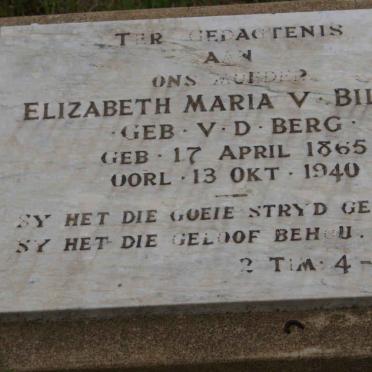 TER GEDAGTENIS
AAN
ONS MOEDER
ELIZABETH MARIA V · BIL
· GEB · V · D · BERG ·
GEB · 17 APRIL 1865
OORL · 13 OKT · 1940
SY HET DIE GOEIE STRYD GE
SY HET DIE GELOOF BEHOU.
2 TIM: 4 -